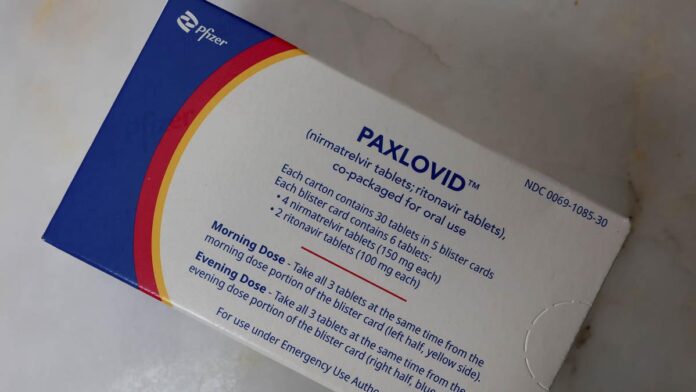 Pfizer
PAXLOVID™
(nirmatrelvir tablets; ritonavir tablets),
co-packaged for oral use
NDC 0069-1085-30
Each carton contains 30 tablets in 5 blister cards
Each blister card contains 6 tablets:
• 4 nirmatrelvir tablets (150 mg each)
• 2 ritonavir tablets (100 mg each)
Morning Dose - Take all 3 tablets at the same time from the
morning dose portion of the blister card (left half, yellow side).
Evening Dose - Take all 3 tablets at the same time from the
evening dose portion of the blister card (right half, blue
For use under Emergency Use Autho